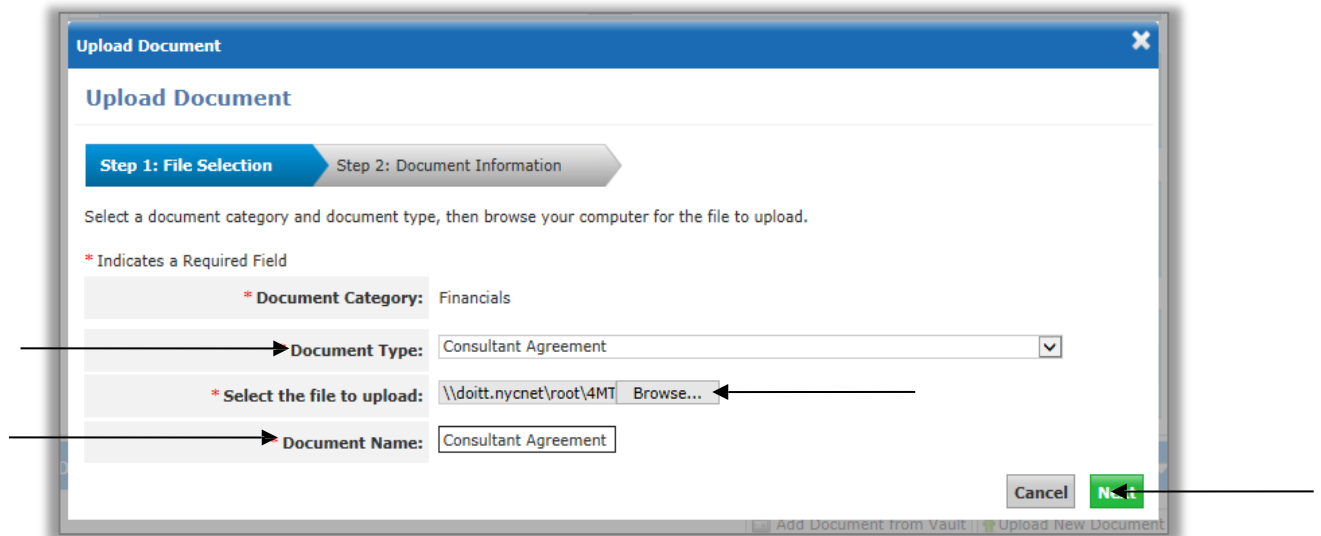 Upload Document
Upload Document
Step 1: File Selection Step 2: Document Information
Select a document category and document type, then browse your computer for the file to upload.
* Indicates a Required Field
* Document Category: Financials
Document Type: Consultant Agreement
* Select the file to upload: \\doitt.nycnet\root\4MT Browse...
* Document Name: Consultant Agreement
Cancel Next
Add Document from Vault Upload New Document